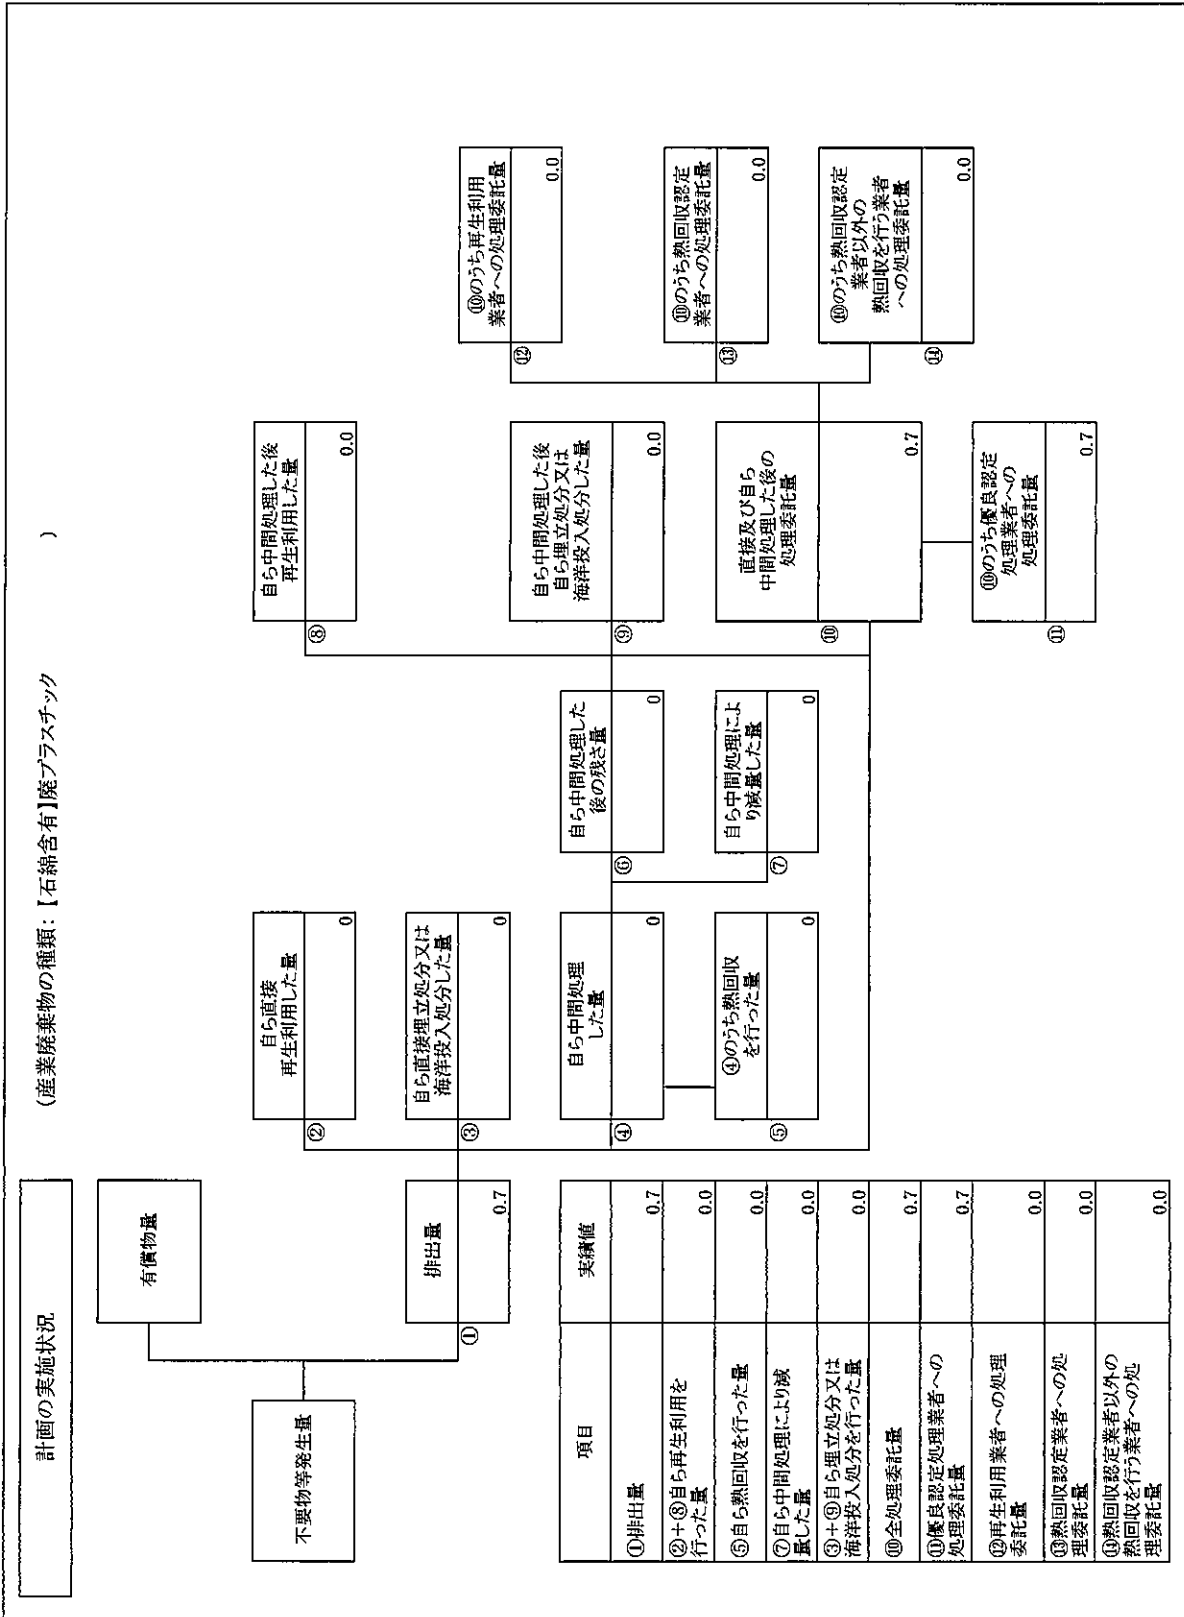 計画の実施状況
(産業廃棄物の種類:【石綿含有】廃プラスチック )
不要物等発生量
有償物量
①
排出量
0.7
②
自ら直接
再生利用した量
0
③
自ら直接埋立処分又は
海洋投入処分した量
0
④
自ら中間処理
した量
0
⑤
④のうち熱回収
を行った量
0
⑥
自ら中間処理した
後の残さ量
0
⑦
自ら中間処理によ
り減量した量
0
⑧
自ら中間処理した後
再生利用した量
0.0
⑨
自ら中間処理した後
自ら埋立処分又は
海洋投入処分した量
0.0
⑩
直接及び自ら
中間処理した後の
処理委託量
0.7
⑪
⑩のうち優良認定
処理業者への
処理委託量
0.7
⑫
⑩のうち再生利用
業者への処理委託量
0.0
⑬
⑩のうち熱回収認定
業者への処理委託量
0.0
⑭
⑩のうち熱回収認定
業者以外の
熱回収を行う業者
への処理委託量
0.0
項目 実績値
①排出量 0.7
②+⑧自ら再生利用を
行った量 0.0
⑤自ら熱回収を行った量 0.0
⑦自ら中間処理により減
量した量 0.0
③+⑨自ら埋立処分又は
海洋投入処分を行った量 0.0
⑩全処理委託量 0.7
⑪優良認定処理業者への
処理委託量 0.7
⑫再生利用業者への処理
委託量 0.0
⑬熱回収認定業者への処
理委託量 0.0
⑭熱回収認定業者以外の
熱回収を行う業者への処
理委託量 0.0